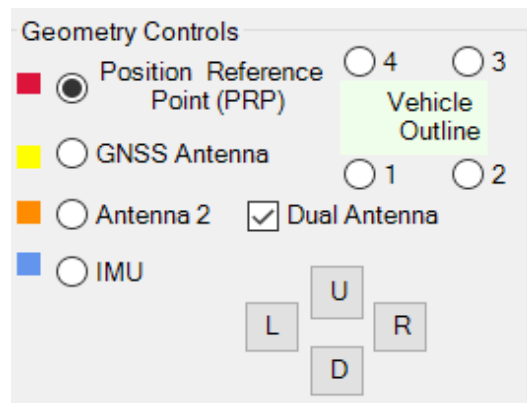 Geometry Controls
Position Reference
Point (PRP)
4
3
Vehicle
Outline
GNSS Antenna
1
2
Antenna 2
Dual Antenna
IMU
U
L
R
D